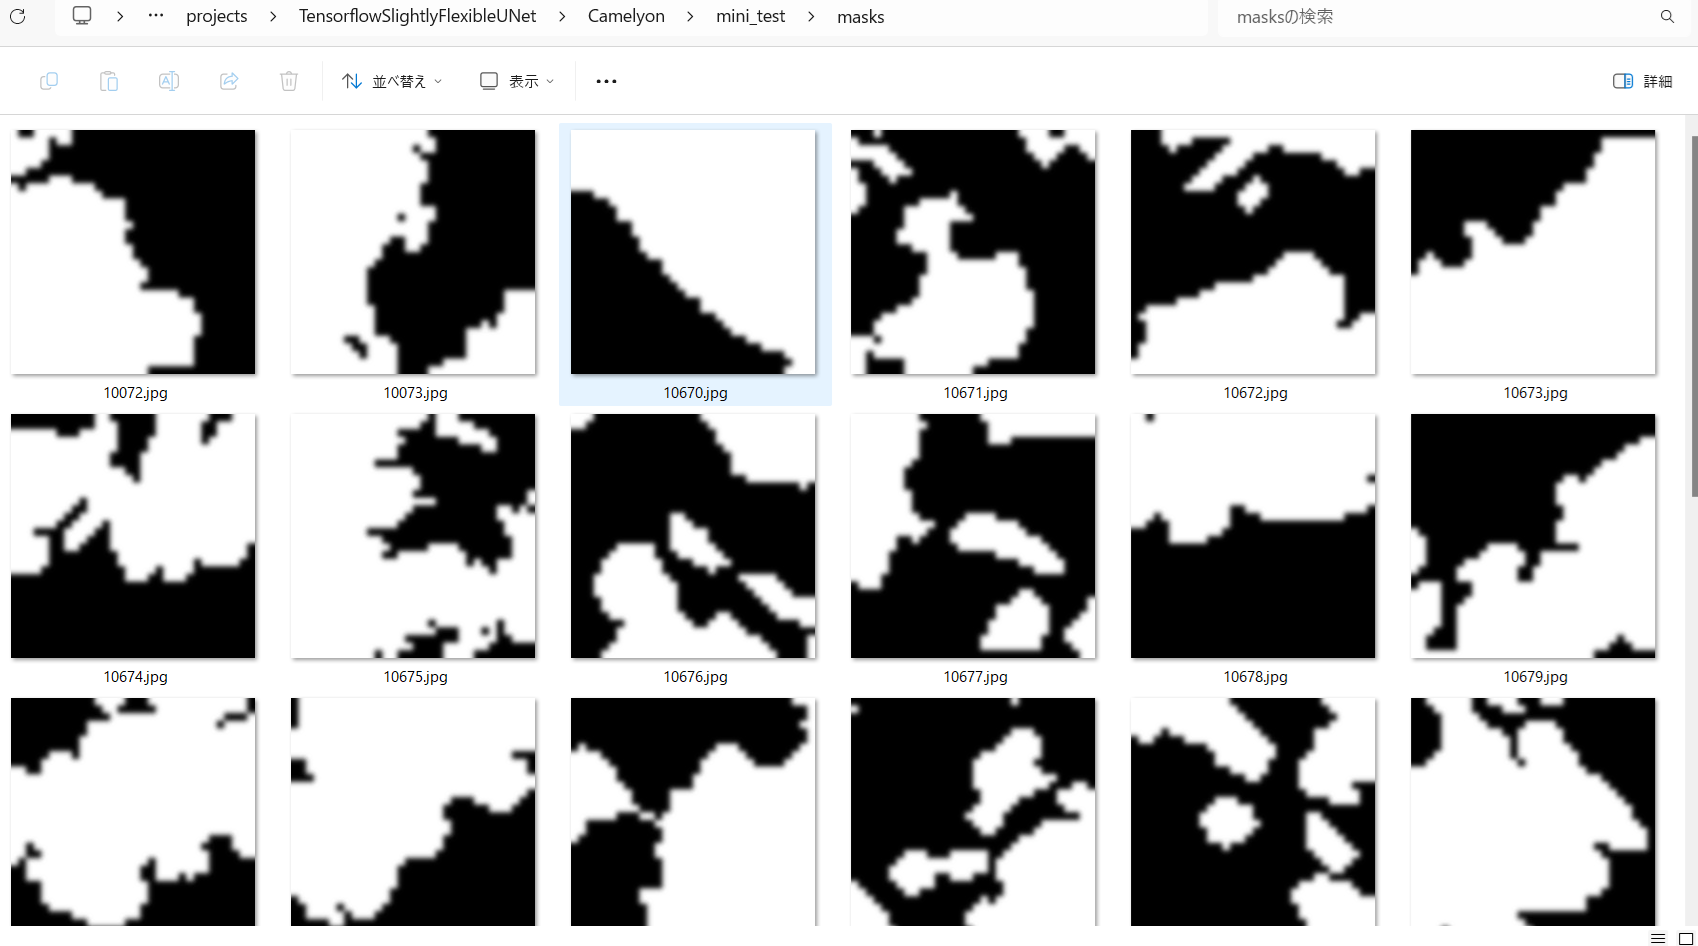 … projects TensorflowSlightlyFlexibleUNet Camelyon mini_test masks masksの検索
並べ替え 表示 … 詳細
10072.jpg 10073.jpg 10670.jpg 10671.jpg 10672.jpg 10673.jpg
10674.jpg 10675.jpg 10676.jpg 10677.jpg 10678.jpg 10679.jpg